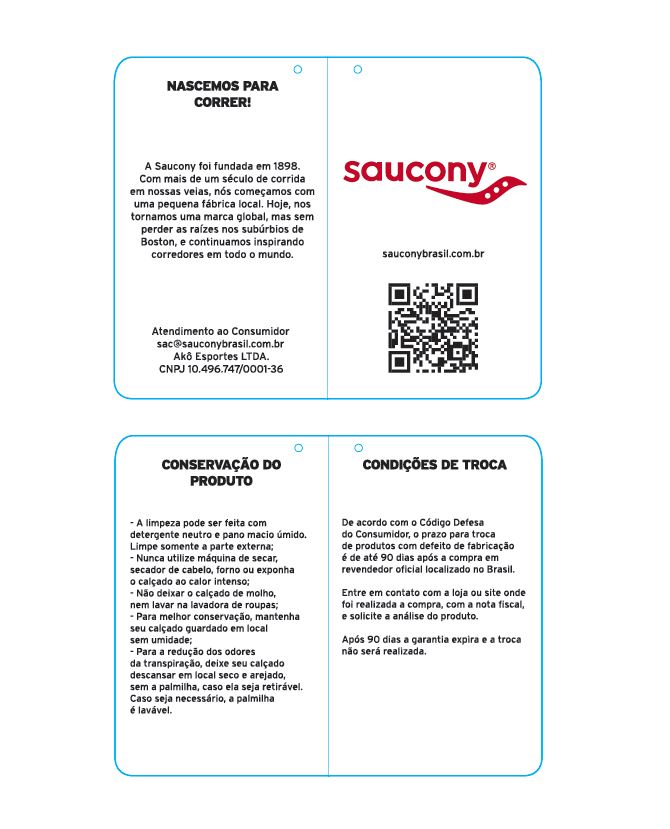 NASCEMOS PARA
CORRER!
A Saucony foi fundada em 1898.
Com mais de um século de corrida
em nossas veias, nós começamos com
uma pequena fábrica local. Hoje, nos
tornamos uma marca global, mas sem
perder as raízes nos subúrbios de
Boston, e continuamos inspirando
corredores em todo o mundo.
Atendimento ao Consumidor
sac@sauconybrasil.com.br
Akô Esportes LTDA.
CNPJ 10.496.747/0001-36
saucony®
sauconybrasil.com.br
CONSERVAÇÃO DO
PRODUTO
- A limpeza pode ser feita com
detergente neutro e pano macio úmido.
Limpe somente a parte externa;
- Nunca utilize máquina de secar,
secador de cabelo, forno ou exponha
o calçado ao calor intenso;
- Não deixar o calçado de molho,
nem lavar na lavadora de roupas;
- Para melhor conservação, mantenha
seu calçado guardado em local
sem umidade;
- Para a redução dos odores
da transpiração, deixe seu calçado
descansar em local seco e arejado,
sem a palmilha, caso ela seja retirável.
Caso seja necessário, a palmilha
é lavável.
CONDIÇÕES DE TROCA
De acordo com o Código Defesa
do Consumidor, o prazo para troca
de produtos com defeito de fabricação
é de até 90 dias após a compra em
revendedor oficial localizado no Brasil.
Entre em contato com a loja ou site onde
foi realizada a compra, com a nota fiscal,
e solicite a análise do produto.
Após 90 dias a garantia expira e a troca
não será realizada.